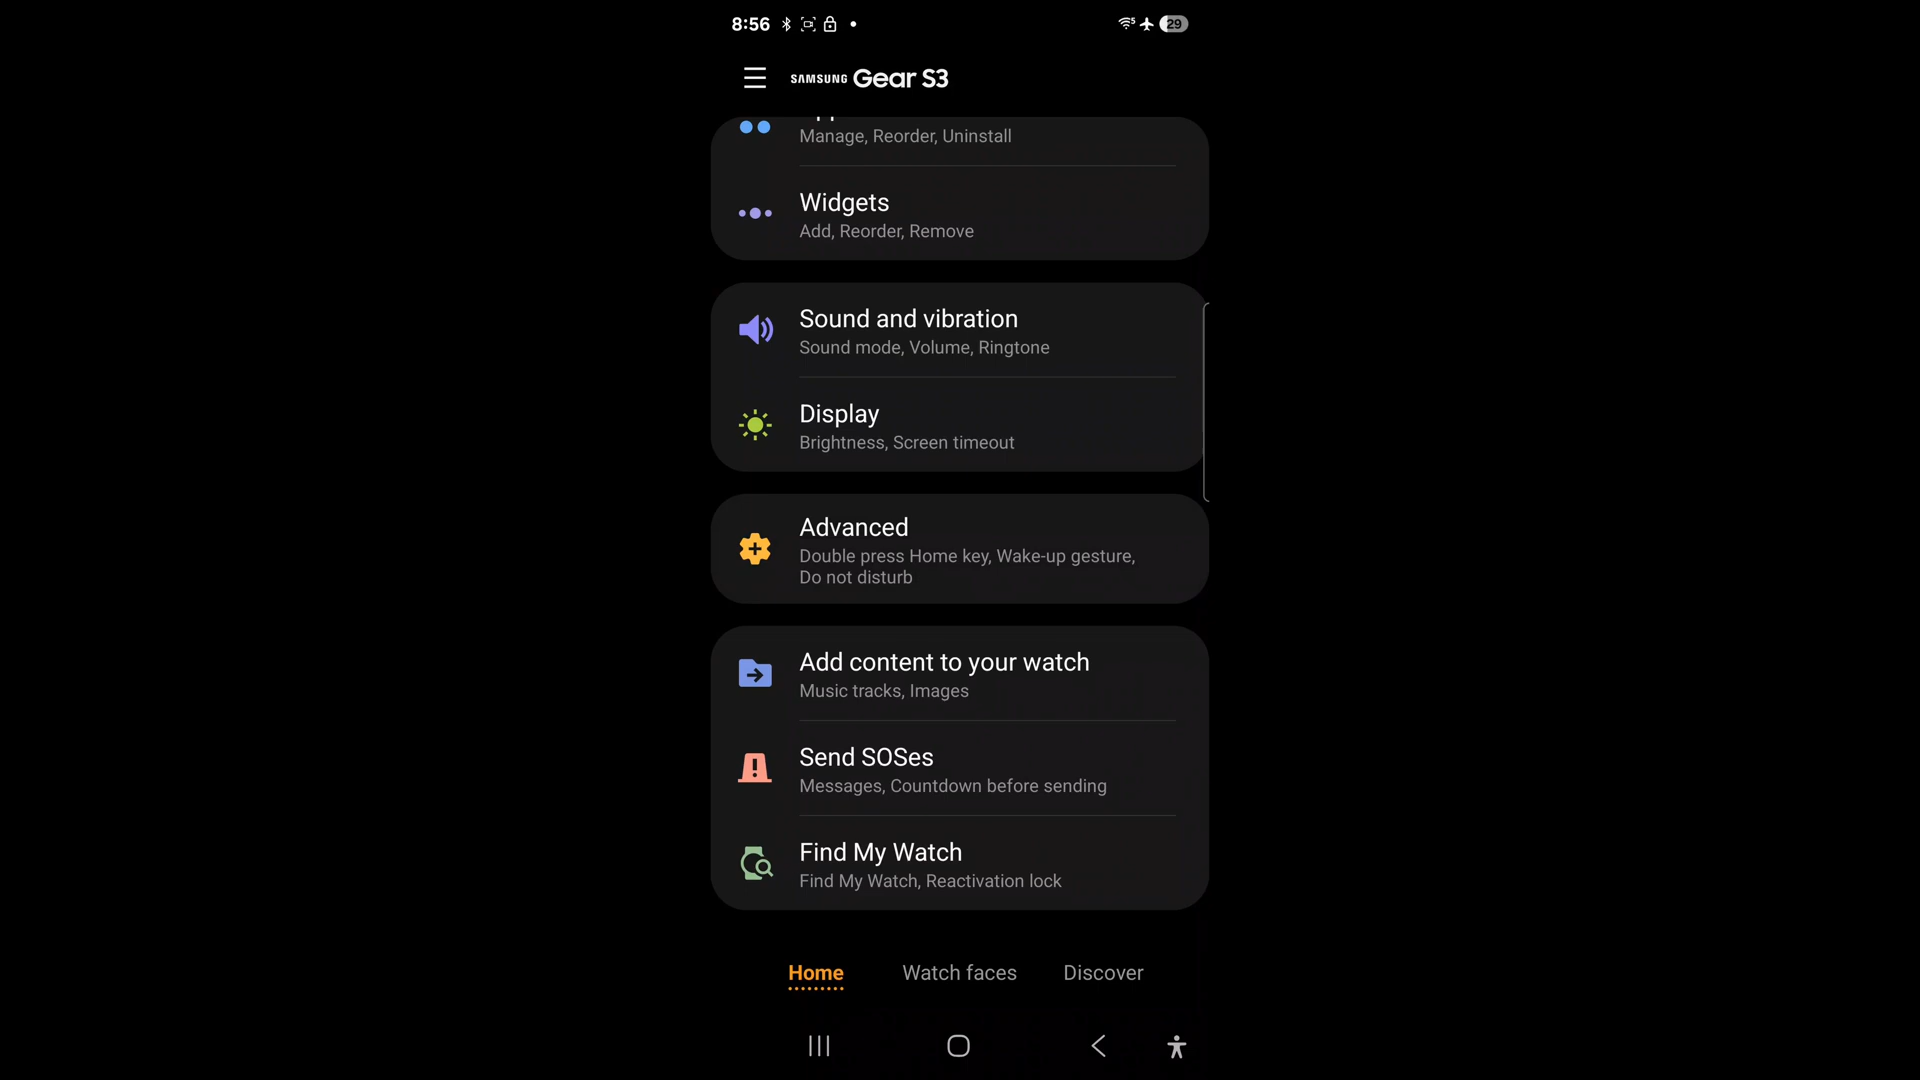 8:56
29
SAMSUNG Gear S3
Manage, Reorder, Uninstall
Widgets
Add, Reorder, Remove
Sound and vibration
Sound mode, Volume, Ringtone
Display
Brightness, Screen timeout
Advanced
Double press Home key, Wake-up gesture,
Do not disturb
Add content to your watch
Music tracks, Images
Send SOSes
Messages, Countdown before sending
Find My Watch
Find My Watch, Reactivation lock
Home Watch faces Discover